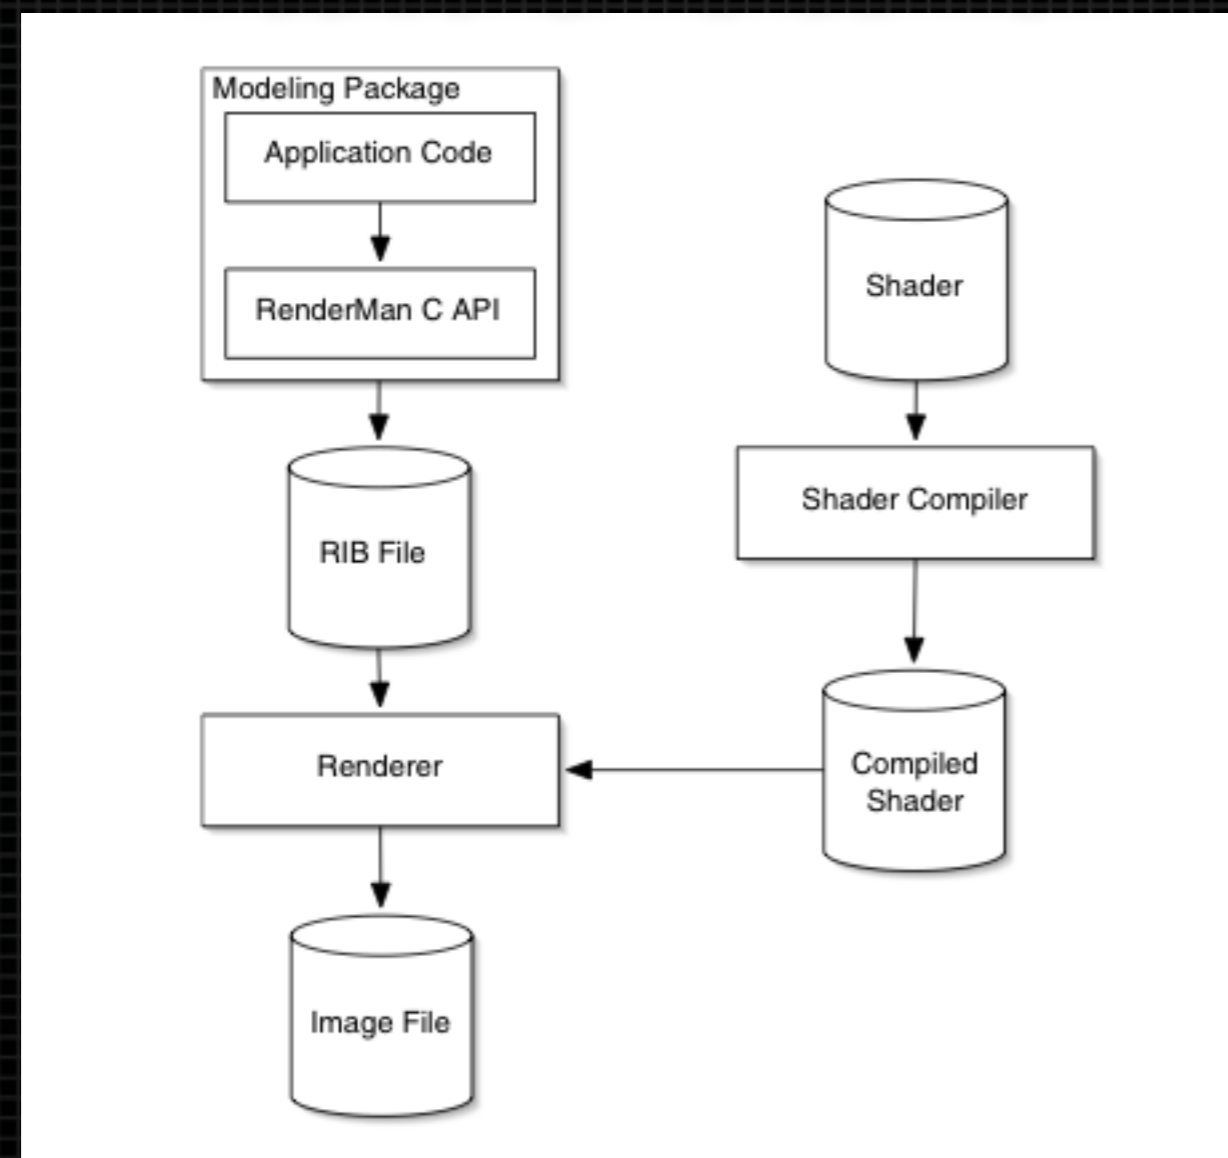 Modeling Package
Application Code
RenderMan C API
RIB File
Renderer
Image File
Shader
Shader Compiler
Compiled
Shader